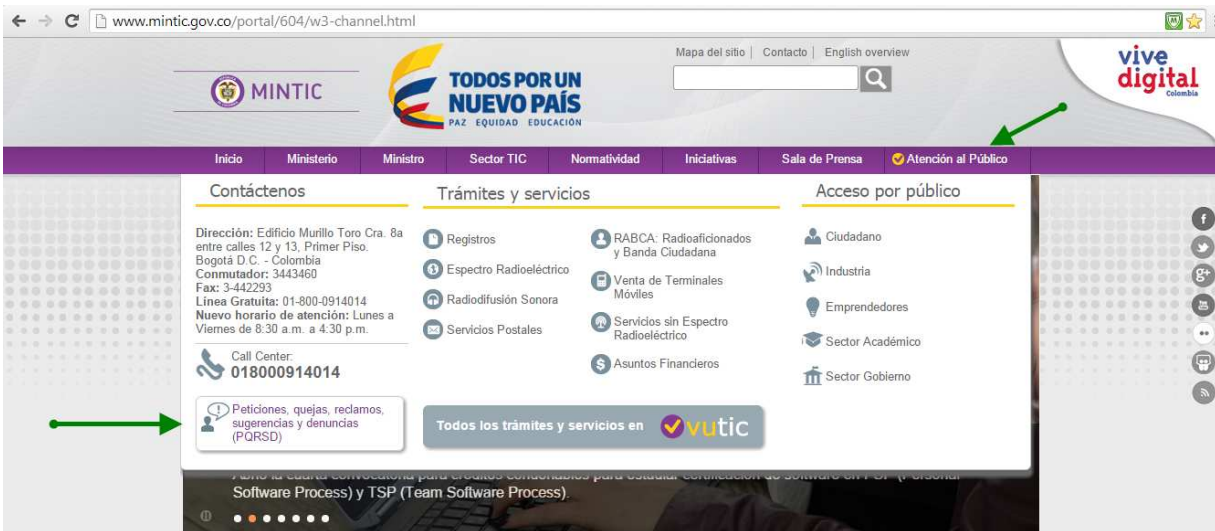 www.mintic.gov.co/portal/604/w3-channel.html
Mapa del sitio | Contacto | English overview
MINTIC
TODOS POR UN
NUEVO PAÍS
PAZ EQUIDAD EDUCACIÓN
vive
digital
Colombia
Inicio Ministerio Ministro Sector TIC Normatividad Iniciativas Sala de Prensa Atención al Público
Contáctenos
Dirección: Edificio Murillo Toro Cra. 8a
entre calles 12 y 13, Primer Piso.
Bogotá D.C. - Colombia
Conmutador: 3443460
Fax: 3-442293
Línea Gratuita: 01-800-0914014
Nuevo horario de atención: Lunes a
Viernes de 8:30 a.m. a 4:30 p.m.
Call Center:
018000914014
Peticiones, quejas, reclamos,
sugerencias y denuncias
(PQRSD)
Trámites y servicios
Registros
Espectro Radioeléctrico
Radiodifusión Sonora
Servicios Postales
RABCA: Radioaficionados
y Banda Ciudadana
Venta de Terminales
Móviles
Servicios sin Espectro
Radioeléctrico
Asuntos Financieros
Todos los trámites y servicios en vutic
Acceso por público
Ciudadano
Industria
Emprendedores
Sector Académico
Sector Gobierno
Software Process) y TSP (Team Software Process).